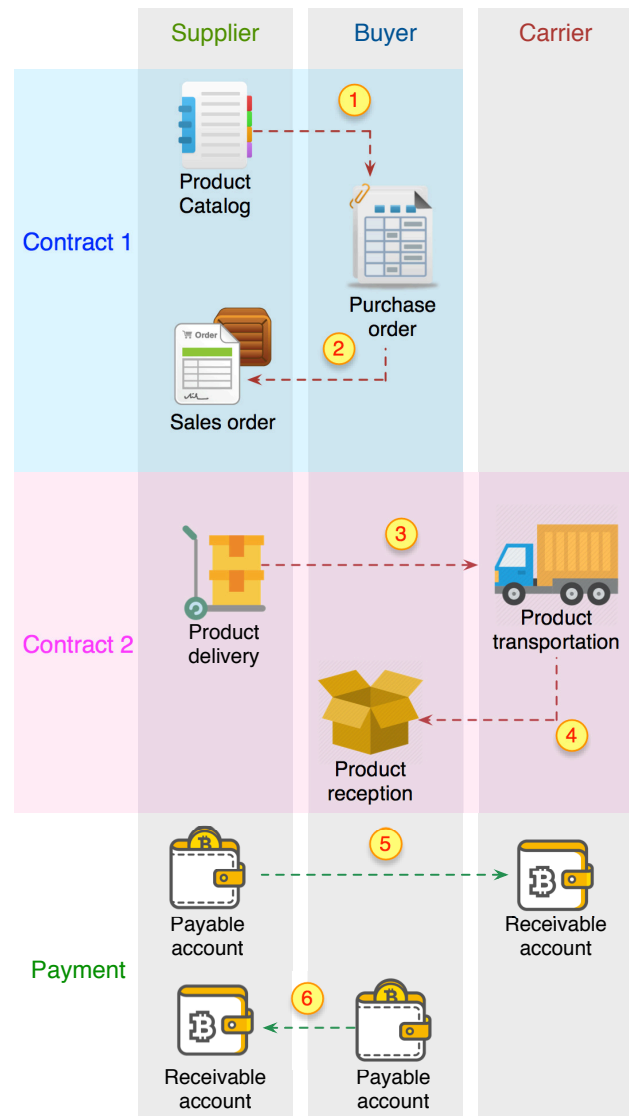 Supplier
Buyer
Carrier
Contract 1
1
Product
Catalog
Purchase
order
2
Order
Sales order
Contract 2
3
Product
delivery
Product
transportation
4
Product
reception
Payment
5
Payable
account
Receivable
account
6
Receivable
account
Payable
account